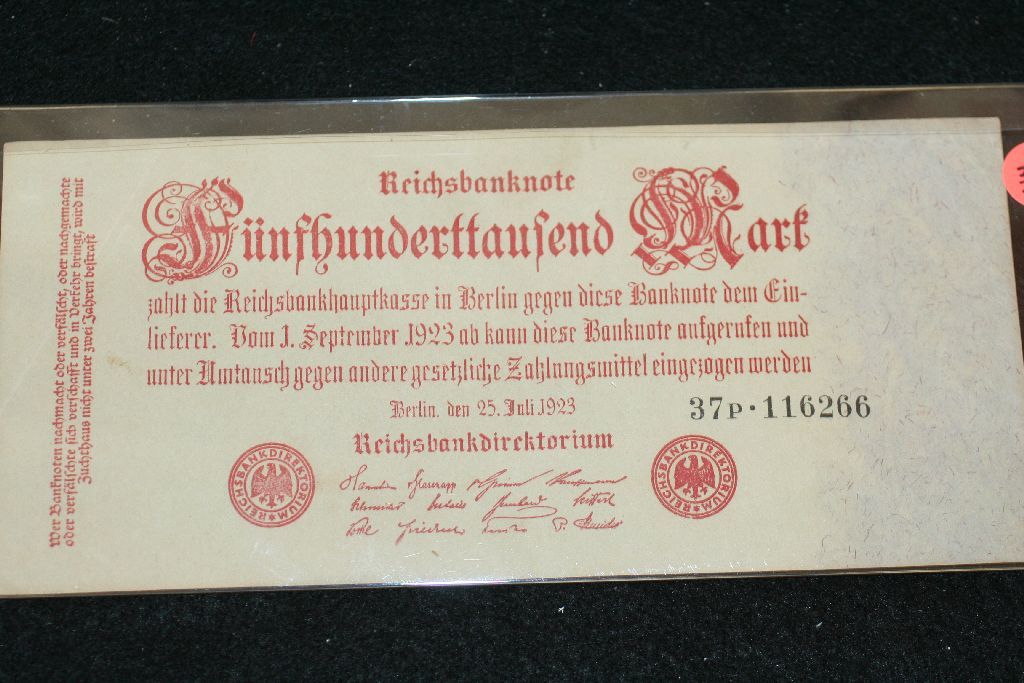 Reichsbanknote
Fünfhunderttausend Mark
zahlt die Reichsbankhauptkasse in Berlin gegen diese Banknote dem Ein-
lieferer. Vom 1. September 1923 ab kann diese Banknote aufgerufen und
unter Umtausch gegen andere gesetzliche Zahlungsmittel eingezogen werden
Berlin, den 25. Juli 1923
37P·116266
Reichsbankdirektorium
REICHSBANKDIREKTORIUM
REICHSBANKDIREKTORIUM
Wer Banknoten nachmacht oder verfälscht, oder nachgemachte
oder verfälschte sich verschafft und in Verkehr bringt, wird mit
Zuchthaus nicht unter zwei Jahren bestraft